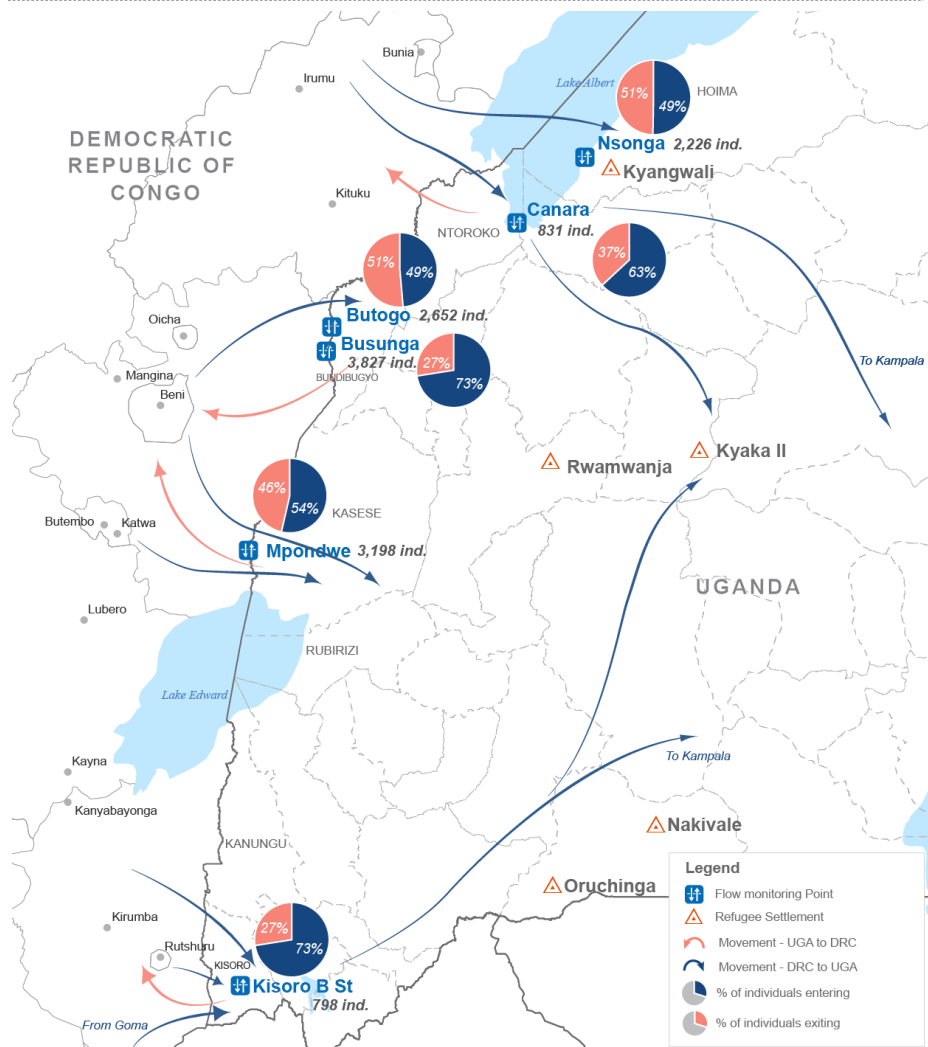 Bunia
Irumu
Lake Albert
51%
49%
HOIMA
DEMOCRATIC
REPUBLIC OF
CONGO
Nsonga 2,226 ind.
Kyangwali
Kituku
Canara
831 ind.
NTOROKO
51%
49%
37%
63%
Butogo 2,652 ind.
Oicha
Busunga
3,827 ind.
27%
73%
To Kampala
BUNDIBUGYO
Mangina
Beni
Kyaka II
Rwamwanja
46%
54%
KASESE
Butembo
Katwa
Mpondwe 3,198 ind.
UGANDA
Lubero
RUBIRIZI
Lake Edward
To Kampala
Kayna
Kanyabayonga
Nakivale
KANUNGU
Oruchinga
Kirumba
27%
73%
Rutshuru
KISORO
Kisoro B St
798 ind.
From Goma
Legend
Flow monitoring Point
Refugee Settlement
Movement - UGA to DRC
Movement - DRC to UGA
% of individuals entering
% of individuals exiting